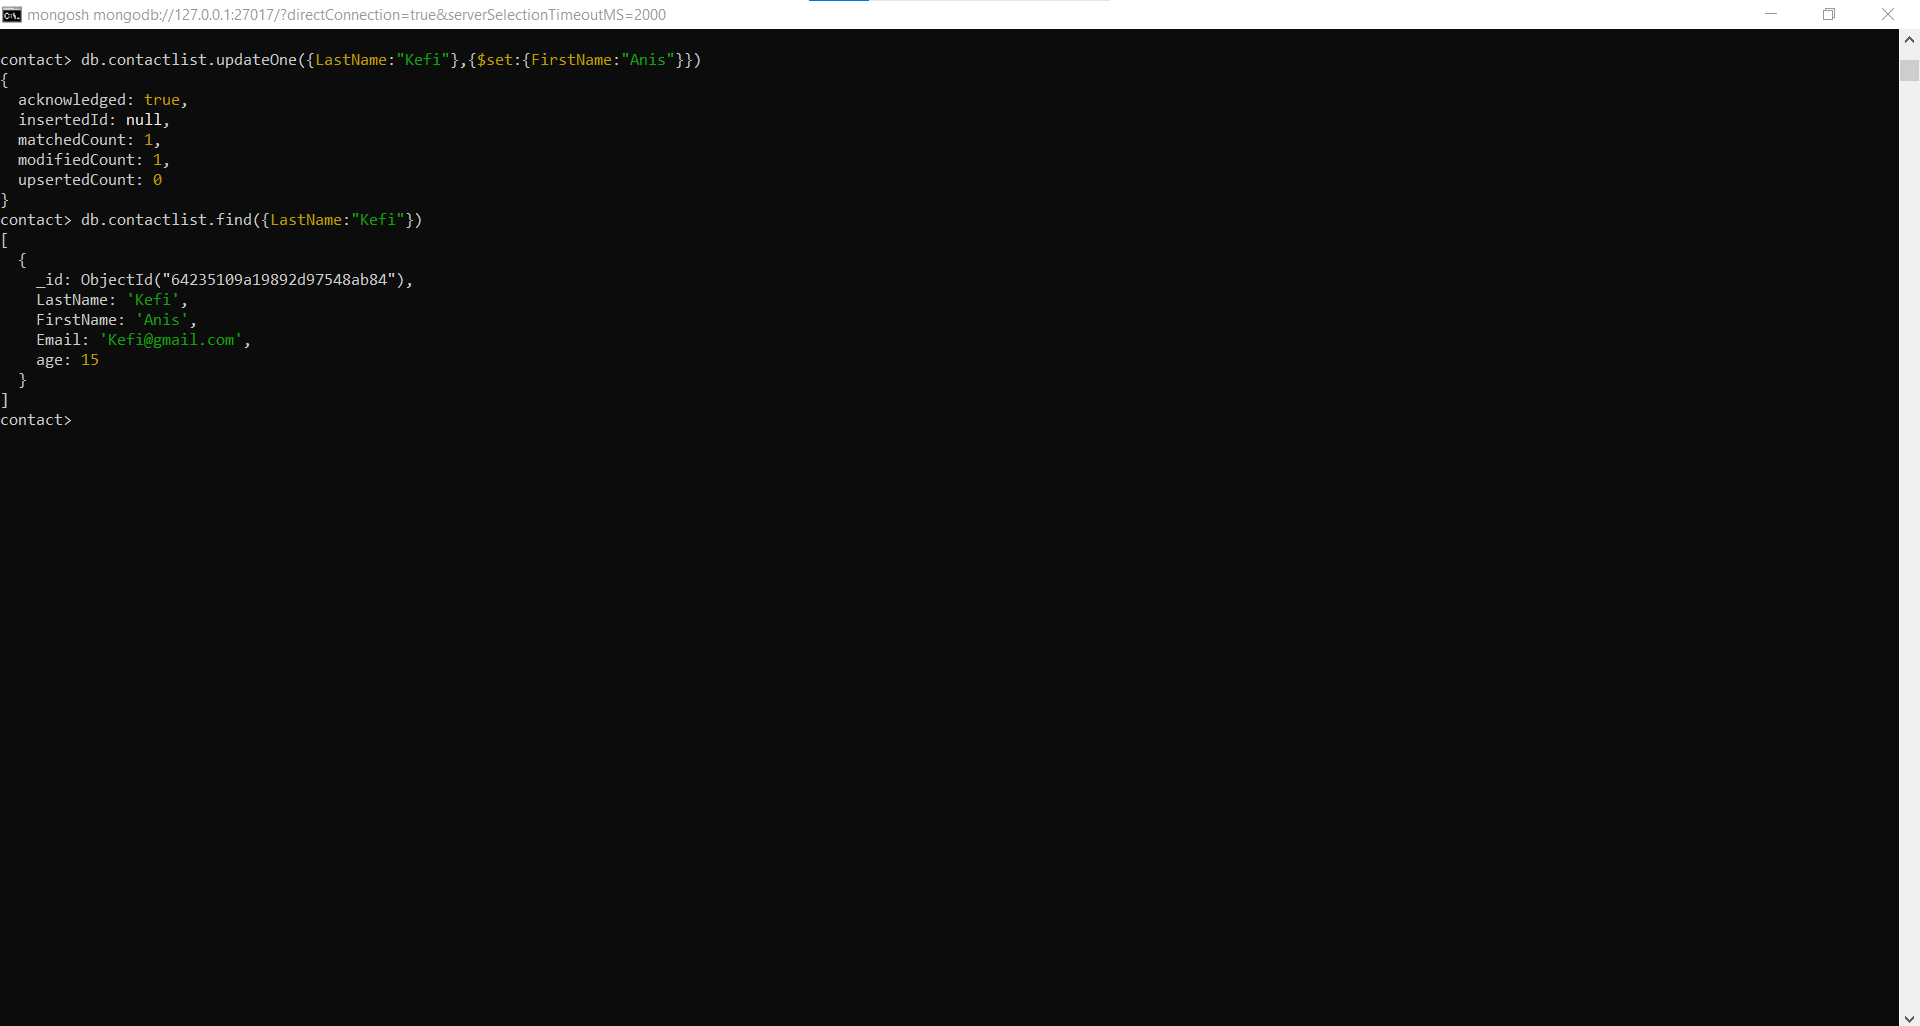 mongosh mongodb://127.0.0.1:27017/?directConnection=true&serverSelectionTimeoutMS=2000
contact> db.contactlist.updateOne({LastName:"Kefi"},{$set:{FirstName:"Anis"}})
{
  acknowledged: true,
  insertedId: null,
  matchedCount: 1,
  modifiedCount: 1,
  upsertedCount: 0
}
contact> db.contactlist.find({LastName:"Kefi"})
[
  {
    _id: ObjectId("64235109a19892d97548ab84"),
    LastName: 'Kefi',
    FirstName: 'Anis',
    Email: 'Kefi@gmail.com',
    age: 15
  }
]
contact>